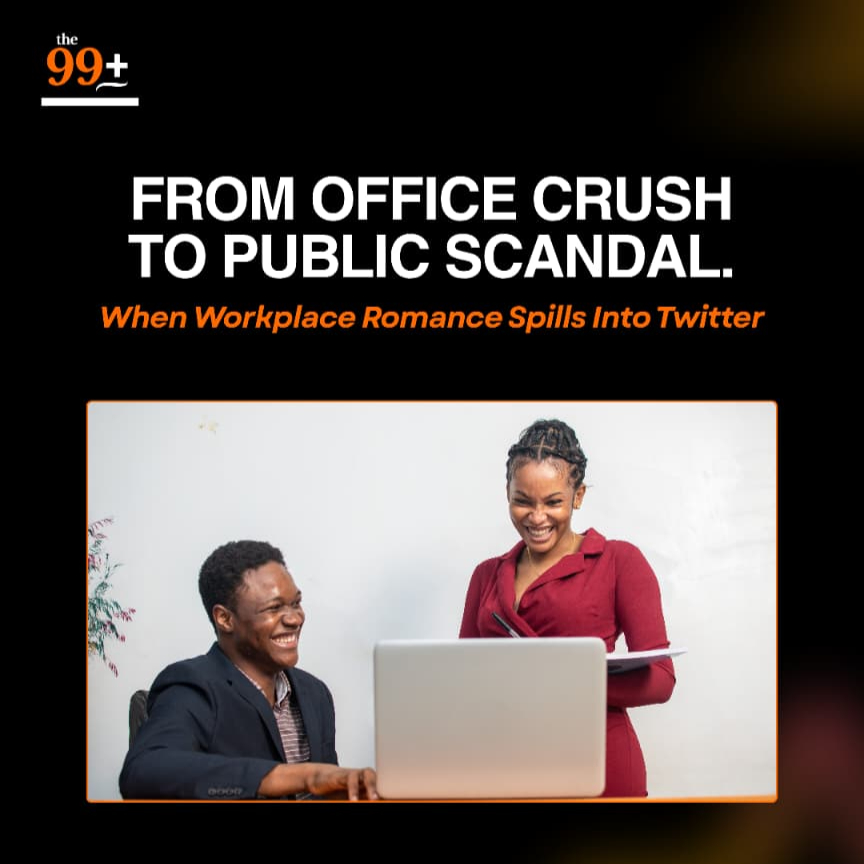 the
99+
FROM OFFICE CRUSH
TO PUBLIC SCANDAL.
When Workplace Romance Spills Into Twitter